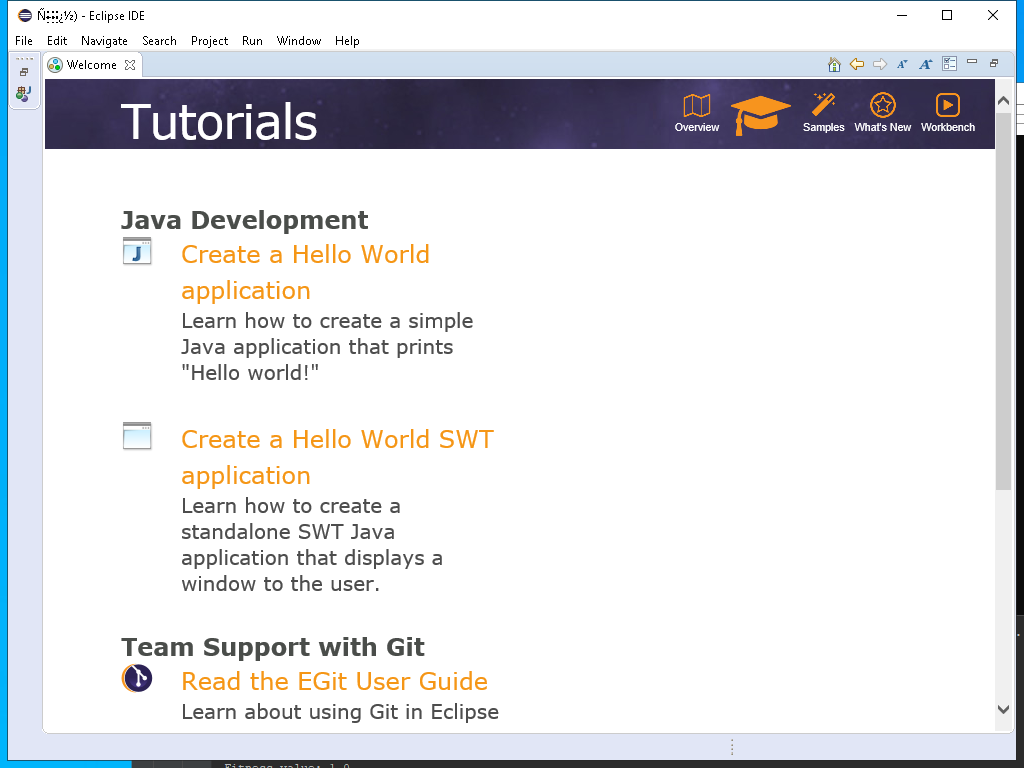 - Eclipse IDE
File Edit Navigate Search Project Run Window Help
Welcome
Tutorials
Overview
Samples
What's New
Workbench
Java Development
Create a Hello World
application
Learn how to create a simple
Java application that prints
"Hello world!"
Create a Hello World SWT
application
Learn how to create a
standalone SWT Java
application that displays a
window to the user.
Team Support with Git
Read the EGit User Guide
Learn about using Git in Eclipse